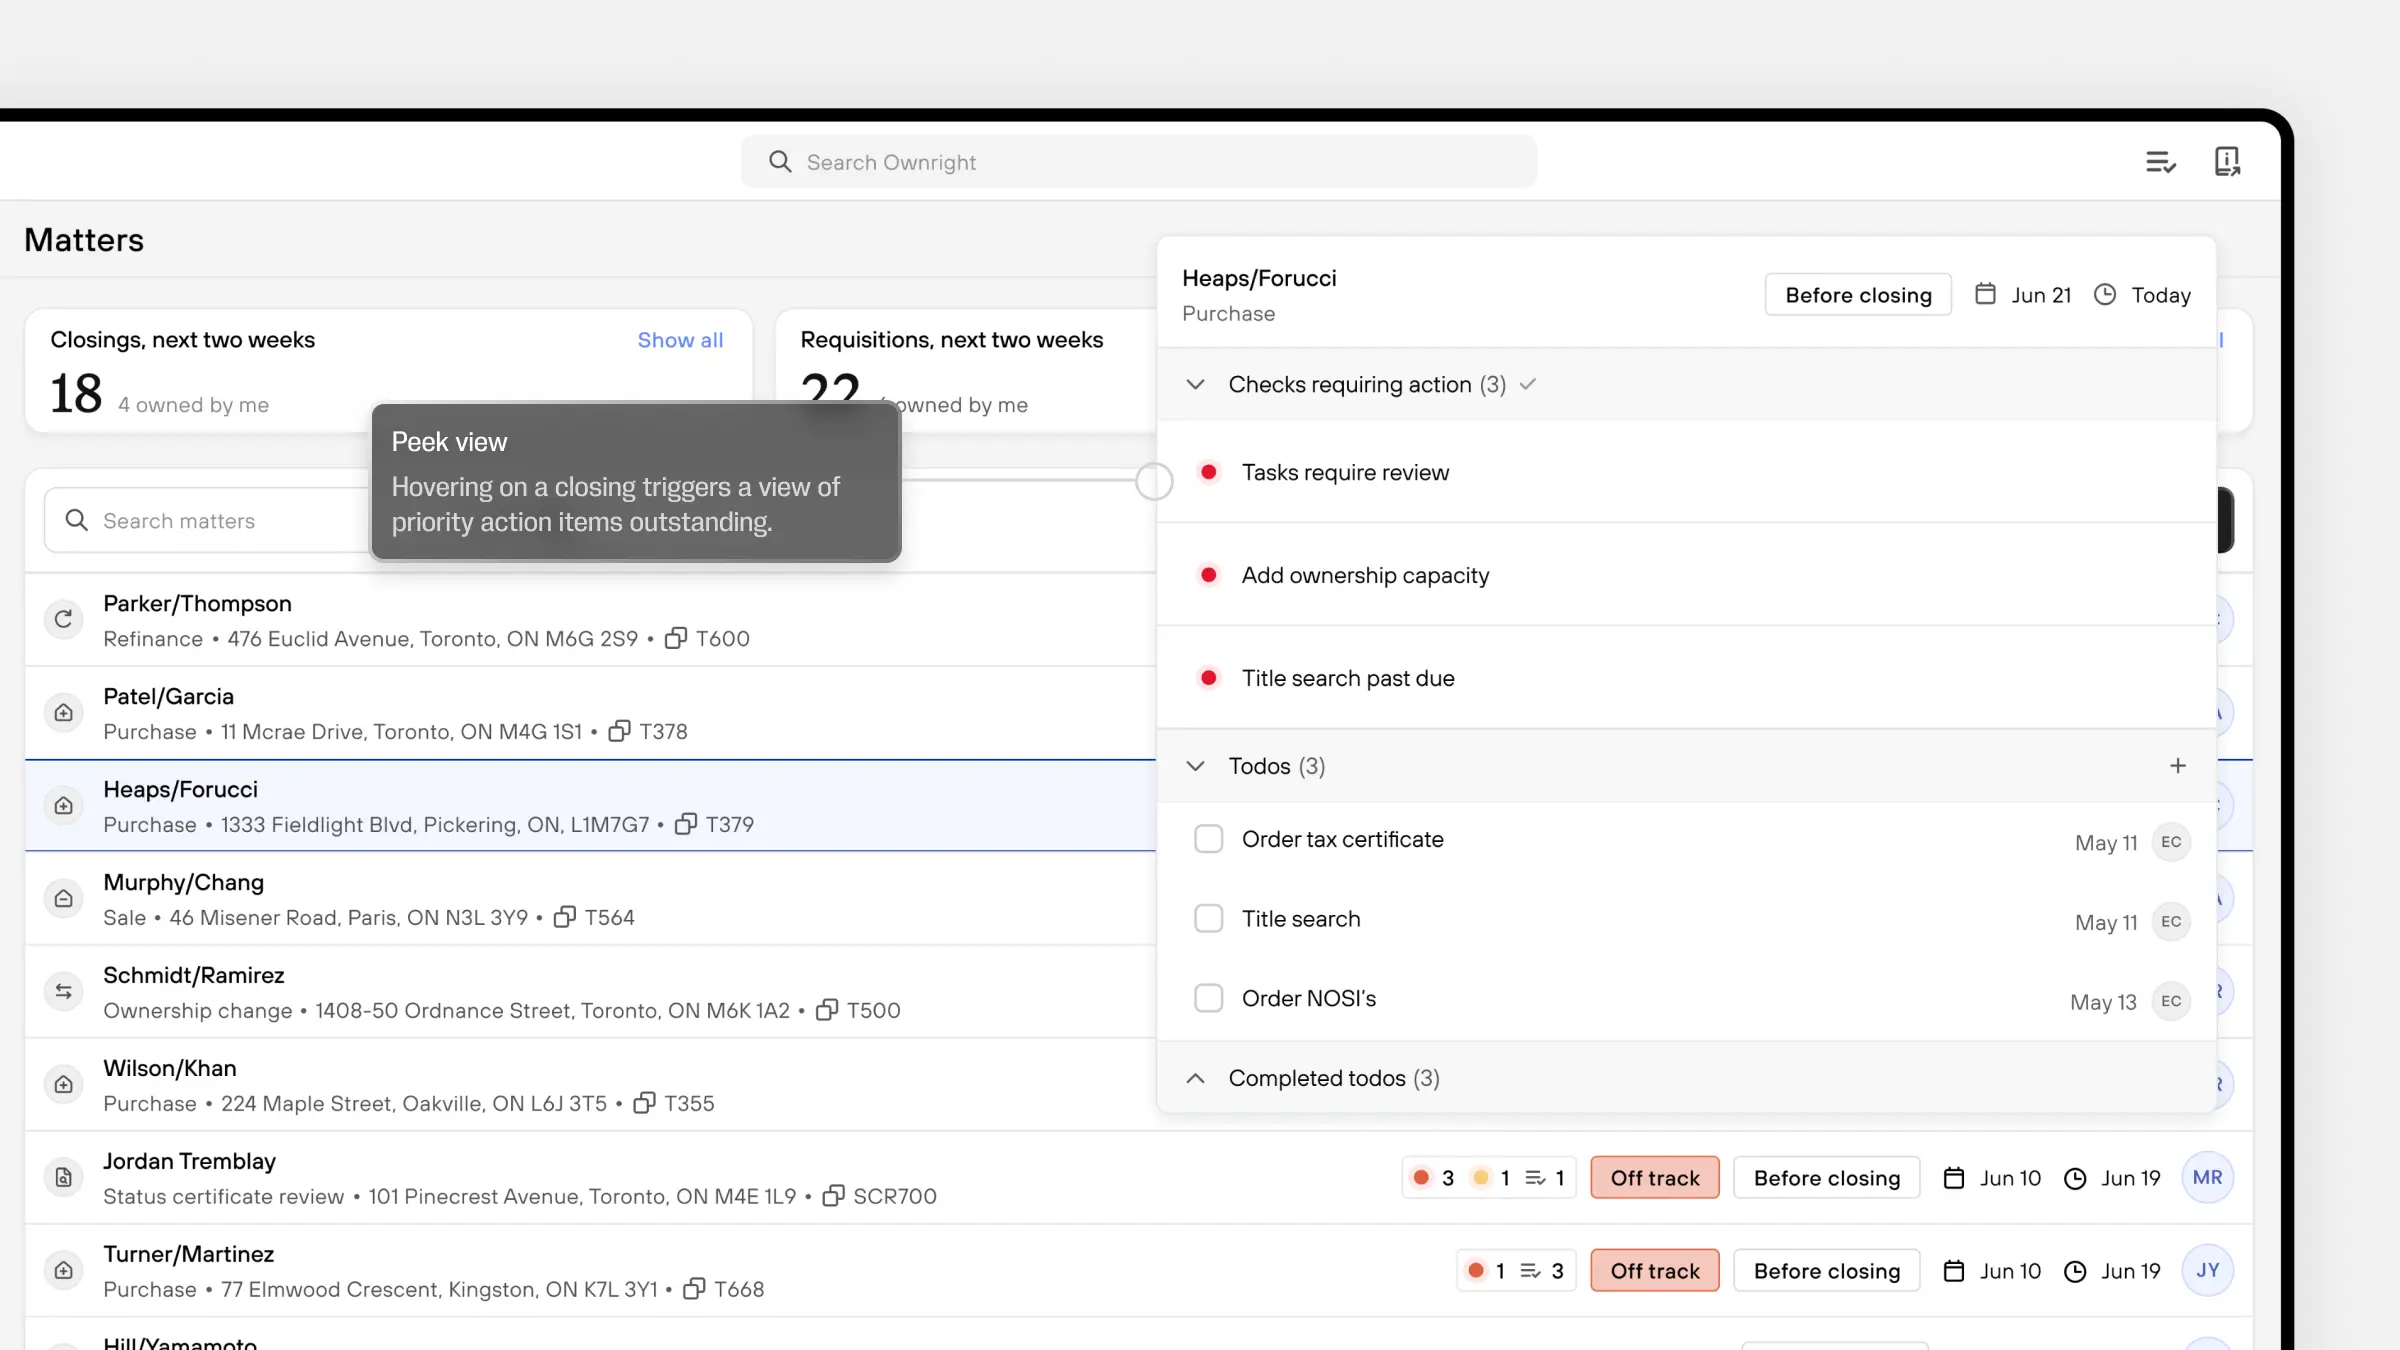 Search Ownright
Matters
Closings, next two weeks
Show all
18 4 owned by me
Requisitions, next two weeks
22 owned by me
Peek view
Hovering on a closing triggers a view of
priority action items outstanding.
Search matters
Parker/Thompson
Refinance • 476 Euclid Avenue, Toronto, ON M6G 2S9 • T600
Patel/Garcia
Purchase • 11 Mcrae Drive, Toronto, ON M4G 1S1 • T378
Heaps/Forucci
Purchase • 1333 Fieldlight Blvd, Pickering, ON, L1M7G7 • T379
Murphy/Chang
Sale • 46 Misener Road, Paris, ON N3L 3Y9 • T564
Schmidt/Ramirez
Ownership change • 1408-50 Ordnance Street, Toronto, ON M6K 1A2 • T500
Wilson/Khan
Purchase • 224 Maple Street, Oakville, ON L6J 3T5 • T355
Heaps/Forucci
Purchase
Before closing Jun 21 Today
Checks requiring action (3)
Tasks require review
Add ownership capacity
Title search past due
Todos (3)
Order tax certificate May 11 EC
Title search May 11 EC
Order NOSI's May 13 EC
Completed todos (3)
Jordan Tremblay
Status certificate review • 101 Pinecrest Avenue, Toronto, ON M4E 1L9 • SCR700
3 1 1 Off track Before closing Jun 10 Jun 19 MR
Turner/Martinez
Purchase • 77 Elmwood Crescent, Kingston, ON K7L 3Y1 • T668
1 3 Off track Before closing Jun 10 Jun 19 JY
Hill/Yamamoto